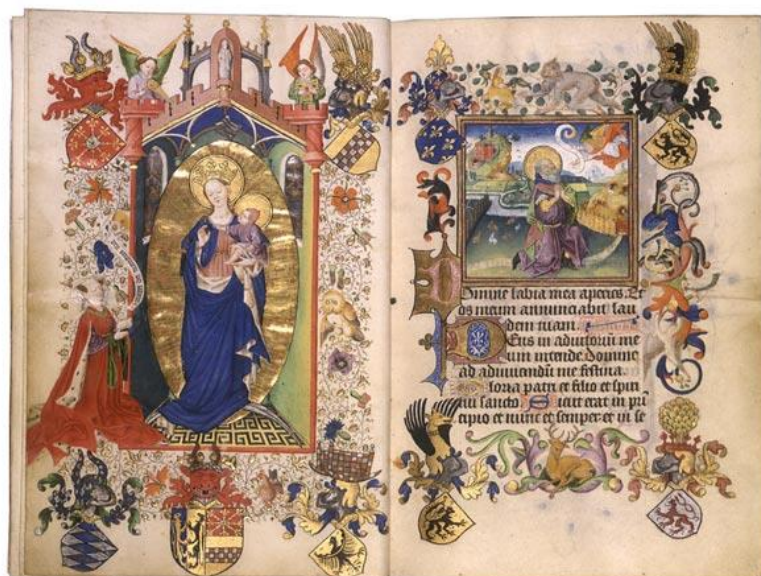 Domine labia mea aperies. Et
os meum annunciabit lau
dem tuam.
Deus in adiutoriū me
um intende Domine
ad adiuvandū me festina.
Gloria patri et filio et spiri
tui sancto. Sicut erat in pri
cipio et nunc et semper et in se